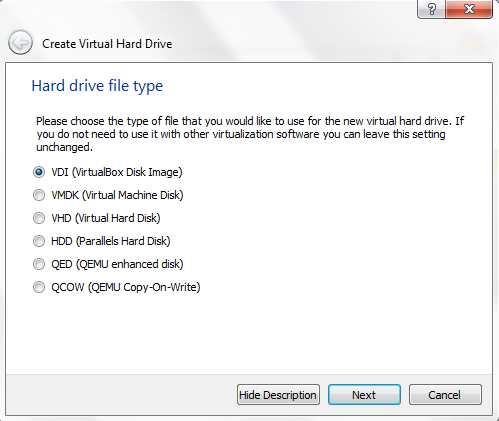 ?
Create Virtual Hard Drive
Hard drive file type
Please choose the type of file that you would like to use for the new virtual hard drive. If
you do not need to use it with other virtualization software you can leave this setting
unchanged.
VDI (VirtualBox Disk Image)
VMDK (Virtual Machine Disk)
VHD (Virtual Hard Disk)
HDD (Parallels Hard Disk)
QED (QEMU enhanced disk)
QCOW (QEMU Copy-On-Write)
Hide Description Next Cancel